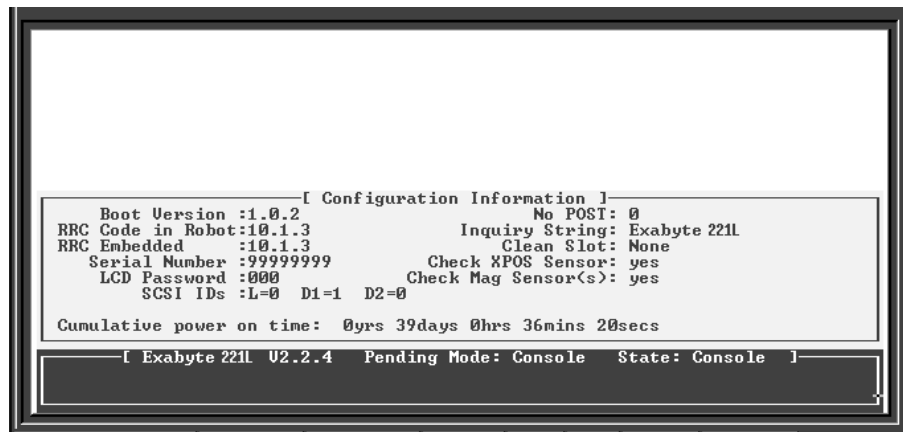 [ Configuration Information ]
Boot Version :1.0.2 No POST: 0
RRC Code in Robot:10.1.3 Inquiry String: Exabyte 221L
RRC Embedded :10.1.3 Clean Slot: None
Serial Number :99999999 Check XPOS Sensor: yes
LCD Password :000 Check Mag Sensor(s): yes
SCSI IDs :L=0 D1=1 D2=0
Cumulative power on time: 0yrs 39days 0hrs 36mins 20secs
[ Exabyte 221L V2.2.4 Pending Mode: Console State: Console ]